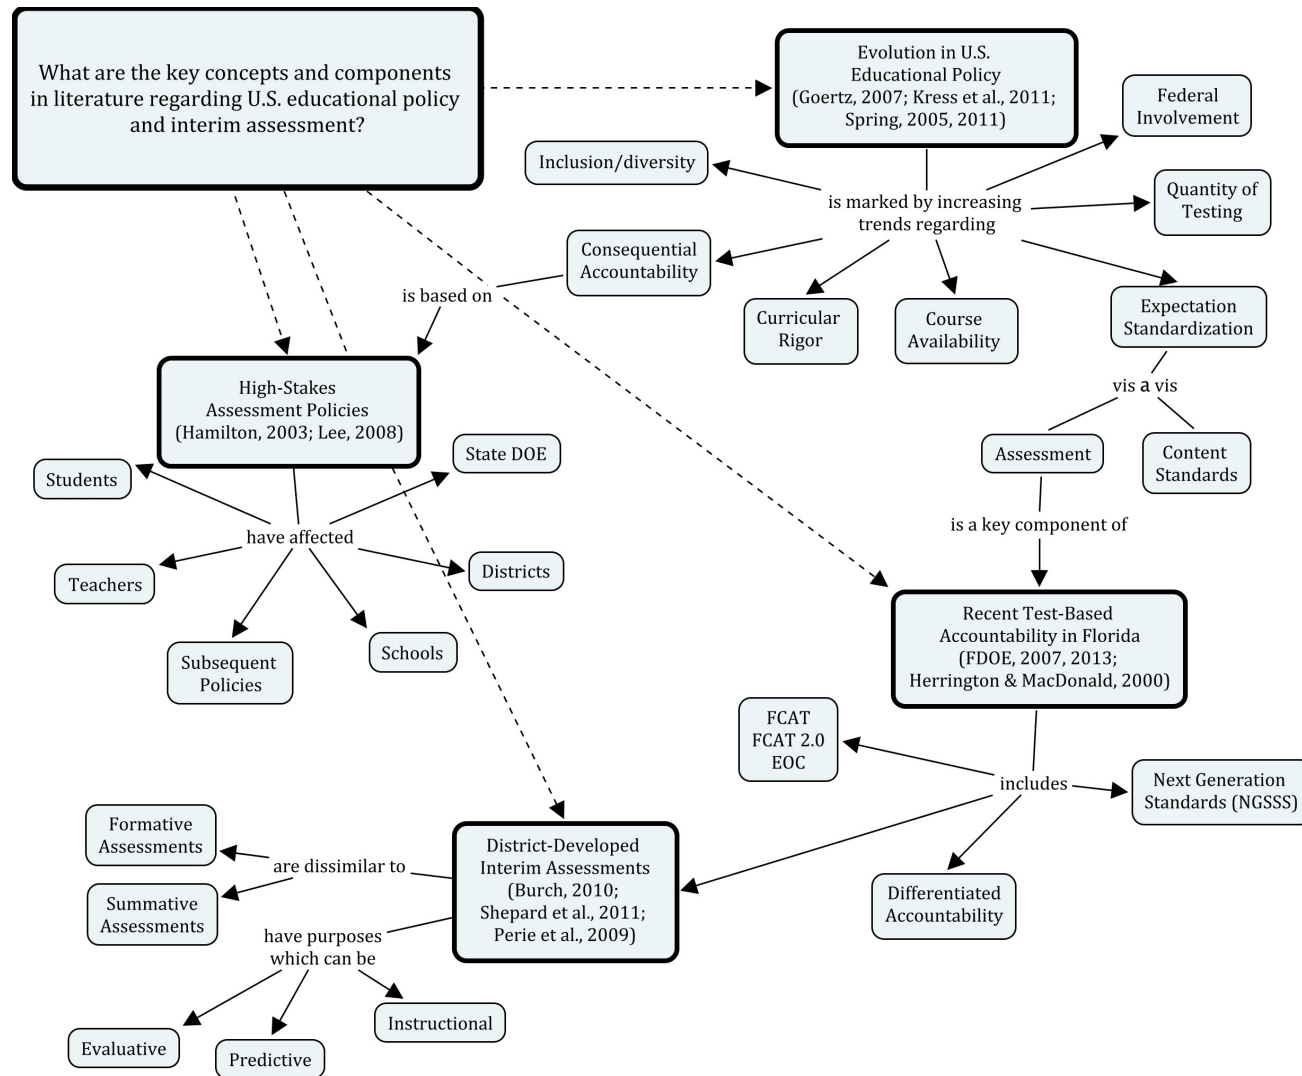 What are the key concepts and components
in literature regarding U.S. educational policy
and interim assessment?
Evolution in U.S.
Educational Policy
(Goertz, 2007; Kress et al., 2011;
Spring, 2005, 2011)
Federal
Involvement
Inclusion/diversity
is marked by increasing
trends regarding
Quantity of
Testing
Consequential
Accountability
is based on
Curricular
Rigor
Course
Availability
Expectation
Standardization
vis a vis
Assessment
Content
Standards
is a key component of
High-Stakes
Assessment Policies
(Hamilton, 2003; Lee, 2008)
Students
State DOE
have affected
Teachers
Districts
Subsequent
Policies
Schools
Recent Test-Based
Accountability in Florida
(FDOE, 2007, 2013;
Herrington & MacDonald, 2000)
FCAT
FCAT 2.0
EOC
includes
Next Generation
Standards (NGSSS)
Differentiated
Accountability
District-Developed
Interim Assessments
(Burch, 2010;
Shepard et al., 2011;
Perie et al., 2009)
Formative
Assessments
are dissimilar to
Summative
Assessments
have purposes
which can be
Evaluative
Predictive
Instructional